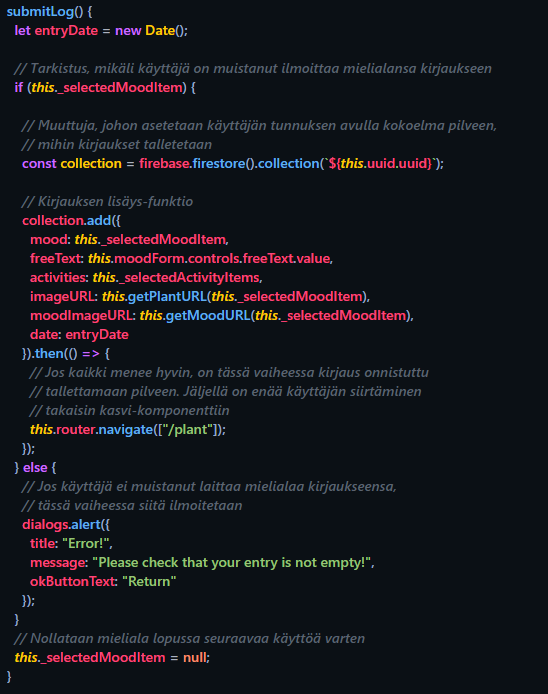 submitLog() {
let entryDate = new Date();
// Tarkistus, mikäli käyttäjä on muistanut ilmoittaa mielialansa kirjaukseen
if (this._selectedMoodItem) {
// Muuttuja, johon asetetaan käyttäjän tunnuksen avulla kokoelma pilveen,
// mihin kirjaukset talletetaan
const collection = firebase.firestore().collection(`${this.uuid.uuid}`);
// Kirjauksen lisäys-funktio
collection.add({
mood: this._selectedMoodItem,
freeText: this.moodForm.controls.freeText.value,
activities: this._selectedActivityItems,
imageURL: this.getPlantURL(this._selectedMoodItem),
moodImageURL: this.getMoodURL(this._selectedMoodItem),
date: entryDate
}).then(() => {
// Jos kaikki menee hyvin, on tässä vaiheessa kirjaus onnistuttu
// tallettamaan pilveen. Jäljellä on enää käyttäjän siirtäminen
// takaisin kasvi-komponenttiin
this.router.navigate(["/plant"]);
});
} else {
// Jos käyttäjä ei muistanut laittaa mielialaa kirjaukseensa,
// tässä vaiheessa siitä ilmoitetaan
dialogs.alert({
title: "Error!",
message: "Please check that your entry is not empty!",
okButtonText: "Return"
});
}
// Nollataan mieliala lopussa seuraavaa käyttöä varten
this._selectedMoodItem = null;
}